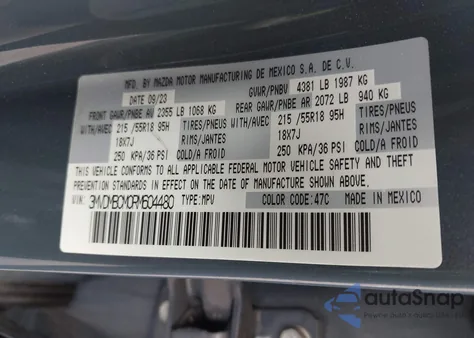 MFD. BY MAZDA MOTOR MANUFACTURING DE MEXICO S.A. DE C.V.
DATE 09/23 GVWR/PNBV 4381 LB 1987 KG
FRONT GAWR/PNBE AV 2355 LB 1068 KG REAR GAWR/PNBE AR 2072 LB 940 KG
WITH/AVEC 215/55R18 95H TIRES/PNEUS WITH/AVEC 215/55R18 95H TIRES/PNEUS
18X7J RIMS/JANTES 18X7J RIMS/JANTES
250 KPA/36 PSI COLD/A FROID 250 KPA/36 PSI COLD/A FROID
THIS VEHICLE CONFORMS TO ALL APPLICABLE FEDERAL MOTOR VEHICLE SAFETY AND THEFT
PREVENTION STANDARDS IN EFFECT ON THE DATE OF MANUFACTURE SHOWN ABOVE.
VIN: 3MVDMBCM0RM604480 TYPE:MPV COLOR CODE:47C MADE IN MEXICO
autoSnap